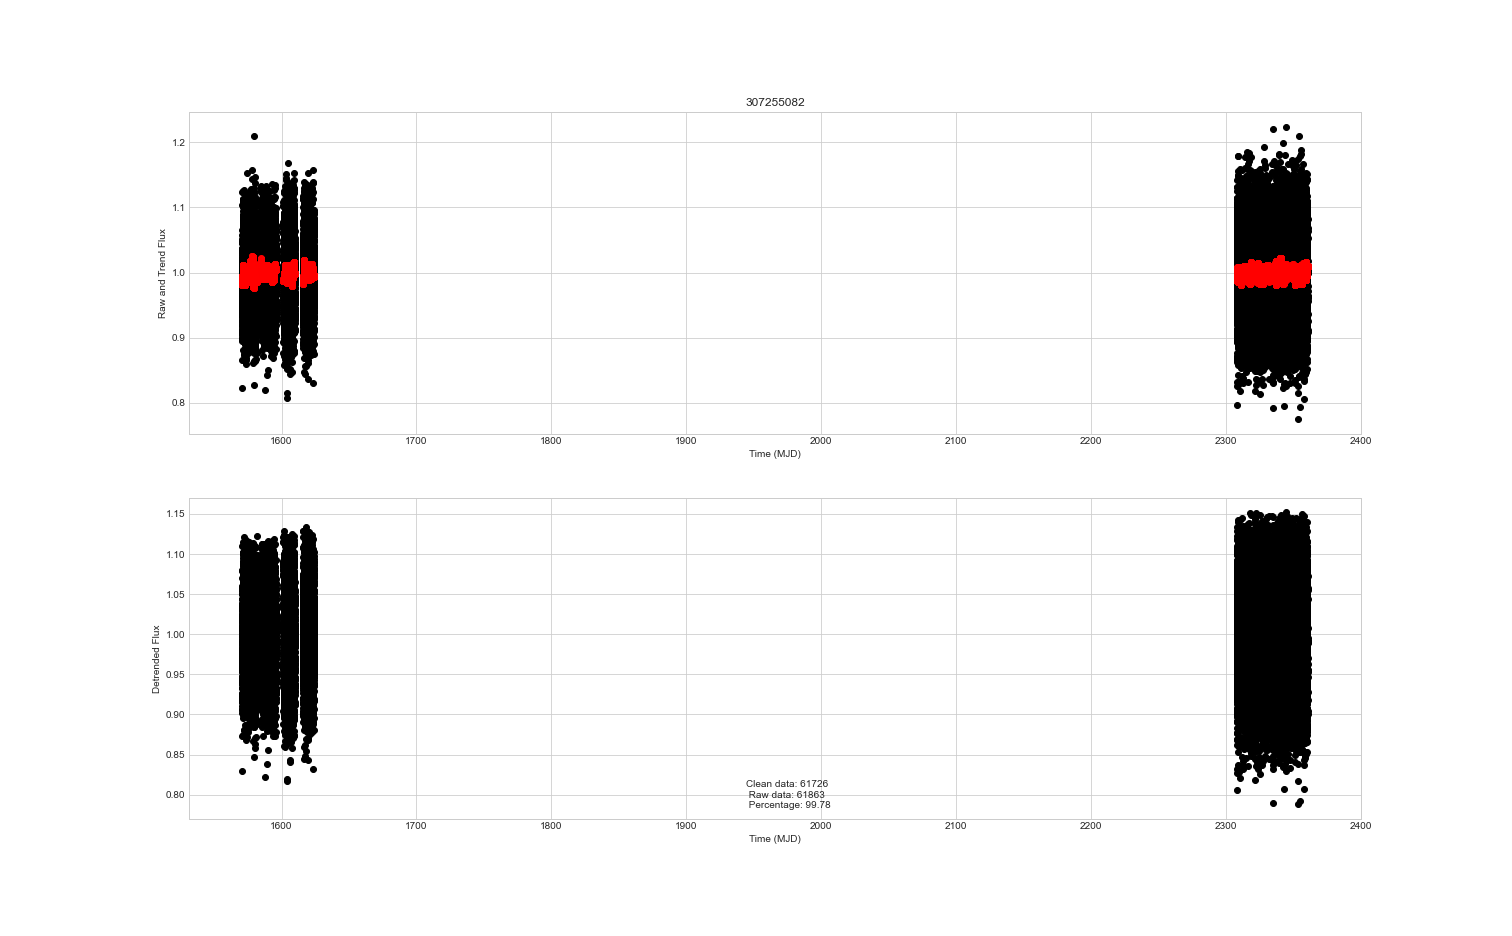 307255082
1.2
1.1
1.0
0.9
0.8
Raw and Trend Flux
1600 1700 1800 1900 2000 2100 2200 2300 2400
Time (MJD)
1.15
1.10
1.05
1.00
0.95
0.90
0.85
0.80
Detrended Flux
Clean data: 61726
Raw data: 61863
Percentage: 99.78
1600 1700 1800 1900 2000 2100 2200 2300 2400
Time (MJD)